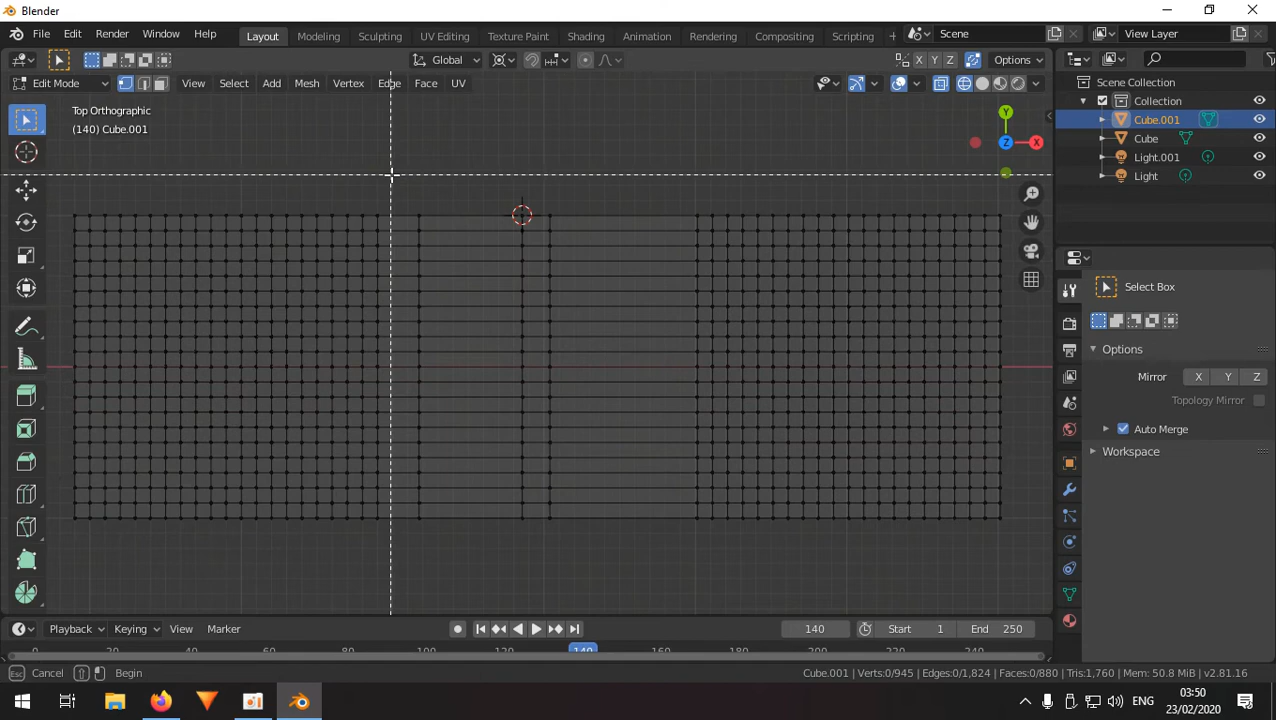 Blender
File Edit Render Window Help Layout Modeling Sculpting UV Editing Texture Paint Shading Animation Rendering Compositing Scripting + Scene View Layer
Global X Y Z Options
Edit Mode View Select Add Mesh Vertex Edge Face UV
Scene Collection
Collection
Cube.001
Cube
Light.001
Light
Top Orthographic
(140) Cube.001
Y
Z X
Select Box
Options
Mirror X Y Z
Topology Mirror
Auto Merge
Workspace
Playback Keying View Marker 140 Start 1 End 250
0 20 40 60 80 100 120 140 160 180 200 220 240
Esc Cancel Begin Cube.001 | Verts:0/945 | Edges:0/1,824 | Faces:0/880 | Tris:1,760 | Mem: 50.8 MiB | v2.81.16
ENG 03:50
23/02/2020